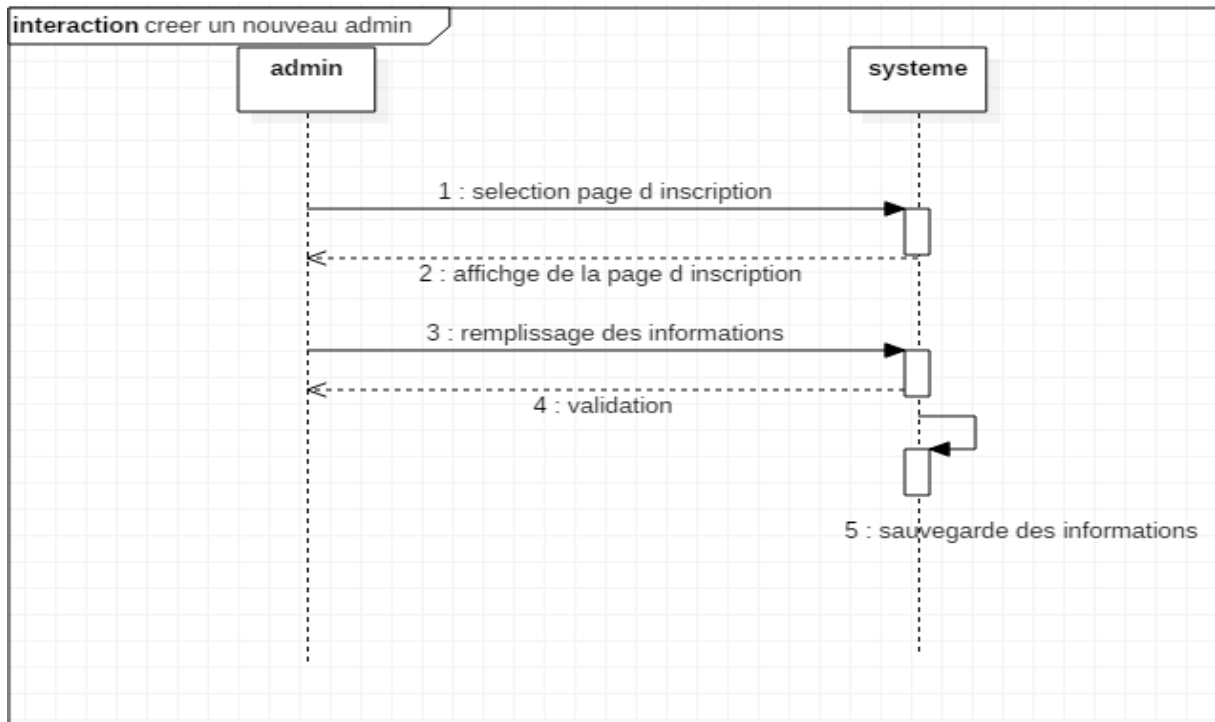 interaction creer un nouveau admin
admin
systeme
1 : selection page d inscription
2 : affichge de la page d inscription
3 : remplissage des informations
4 : validation
5 : sauvegarde des informations